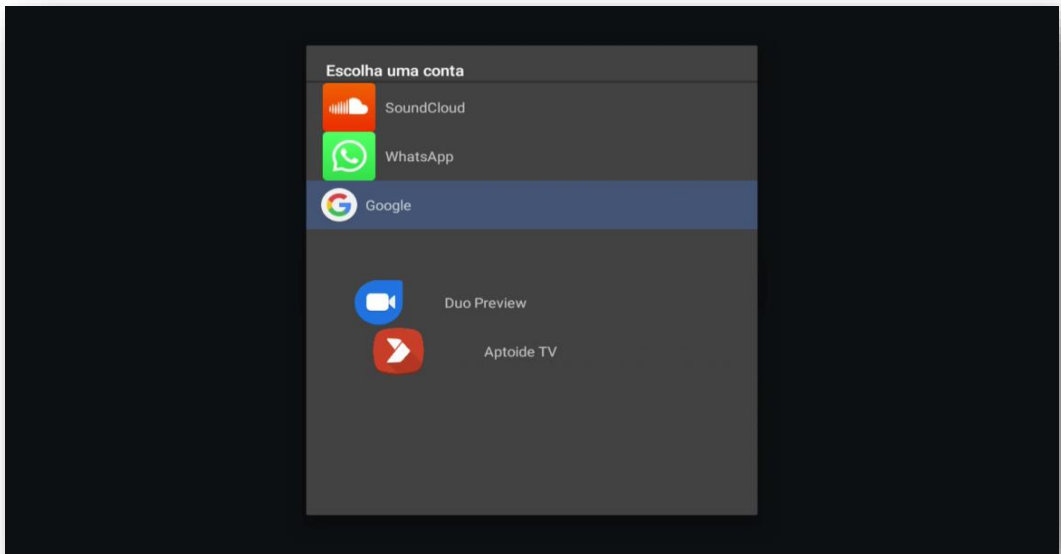 Escolha uma conta
SoundCloud
WhatsApp
Google
Duo Preview
Aptoide TV